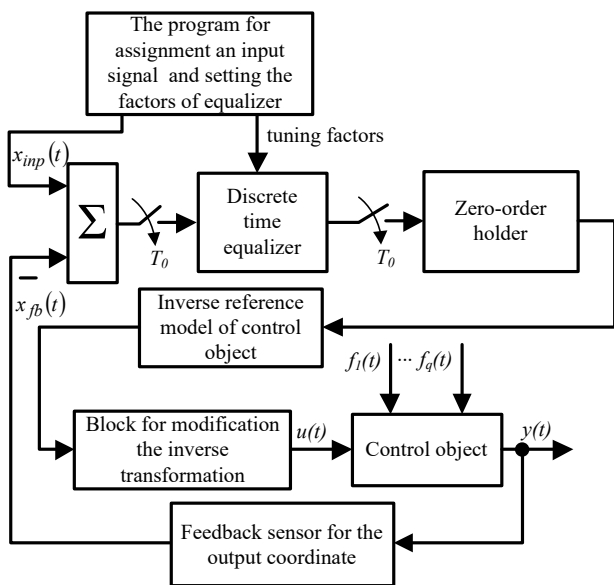 The program for
assignment an input
signal and setting the
factors of equalizer
x_inp(t)
tuning factors
Σ
T_0
Discrete
time
equalizer
T_0
Zero-order
holder
−
x_fb(t)
Inverse reference
model of control
object
f_1(t) ··· f_q(t)
Block for modification
the inverse
transformation
u(t)
Control object
y(t)
Feedback sensor for the
output coordinate